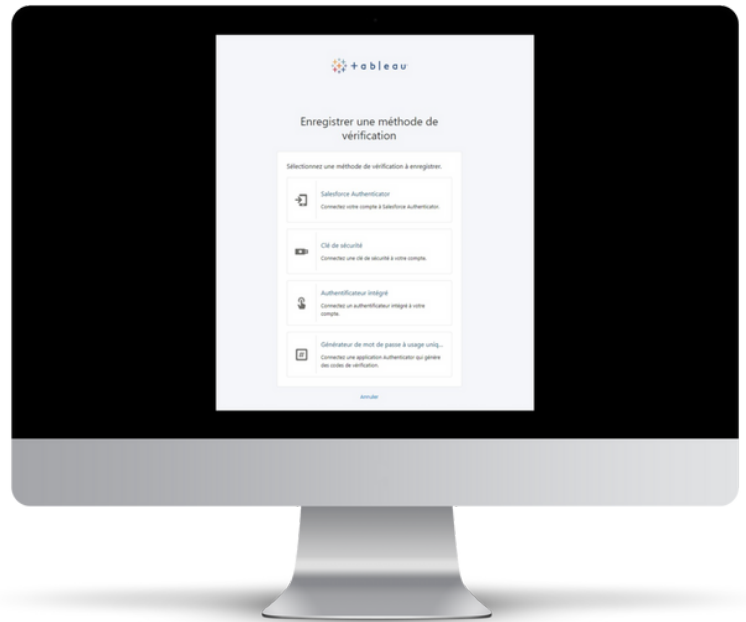 +ableau
Enregistrer une méthode de
vérification
Sélectionnez une méthode de vérification à enregistrer.
Salesforce Authenticator
Connectez votre compte à Salesforce Authenticator.
Clé de sécurité
Connectez une clé de sécurité à votre compte.
Authentificateur intégré
Connectez un authentificateur intégré à votre
compte.
Générateur de mot de passe à usage uniq...
Connectez une application Authenticator qui génère
des codes de vérification.
Annuler